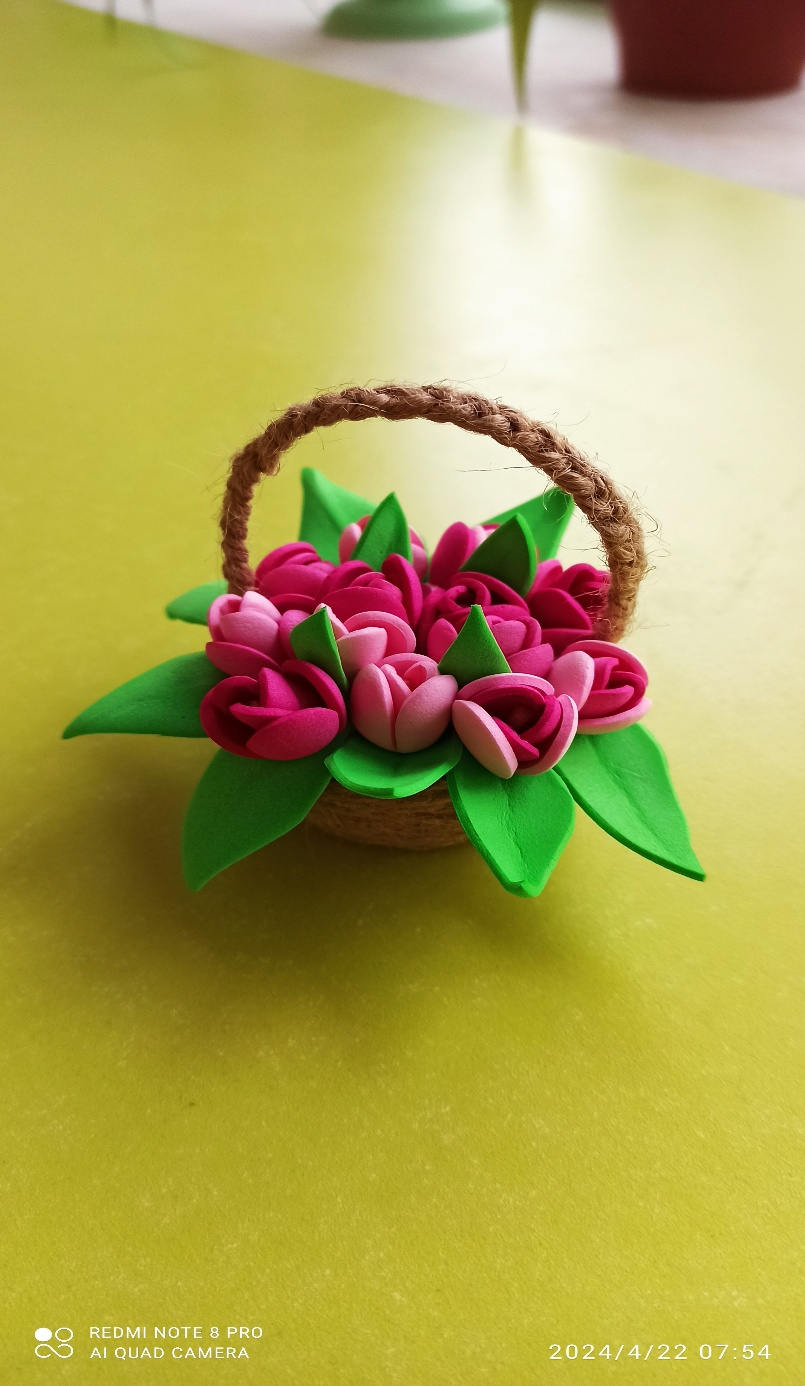 REDMI NOTE 8 PRO
AI QUAD CAMERA
2024/4/22 07:54